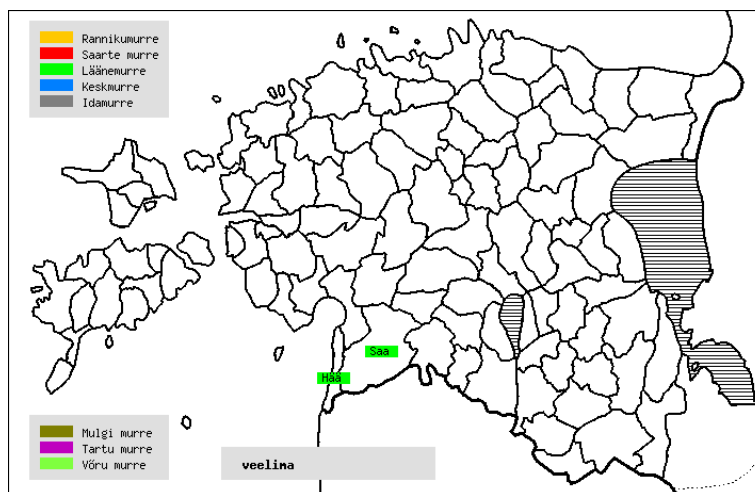 Rannikumurre
Saarte murre
Läänemurre
Keskmurre
Idamurre
Saa
Hää
Mulgi murre
Tartu murre
Võru murre
veelima